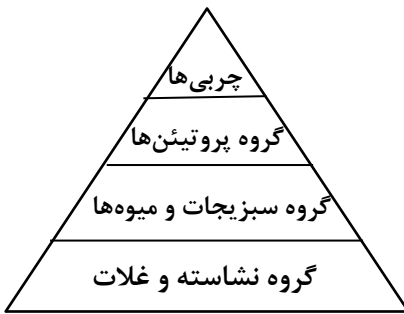 چربی‌ها
گروه پروتیئن‌ها
گروه سبزیجات و میوه‌ها
گروه نشاسته و غلات